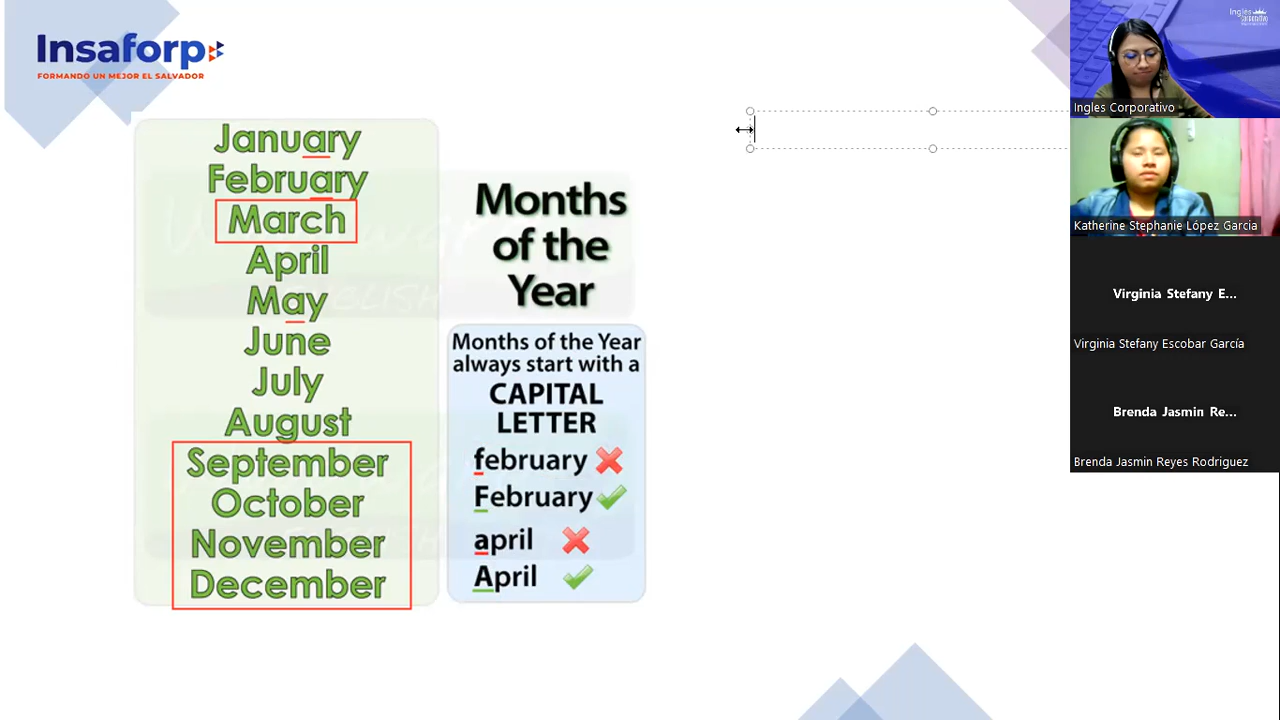 Insaforp
FORMANDO UN MEJOR EL SALVADOR
January
February
March
April
May
June
July
August
September
October
November
December
Months
of the
Year
Months of the Year
always start with a
CAPITAL
LETTER
february
February
april
April
Ingles Corporativo
Katherine Stephanie López Garcia
Virginia Stefany E...
Virginia Stefany Escobar García
Brenda Jasmin Re...
Brenda Jasmin Reyes Rodriguez